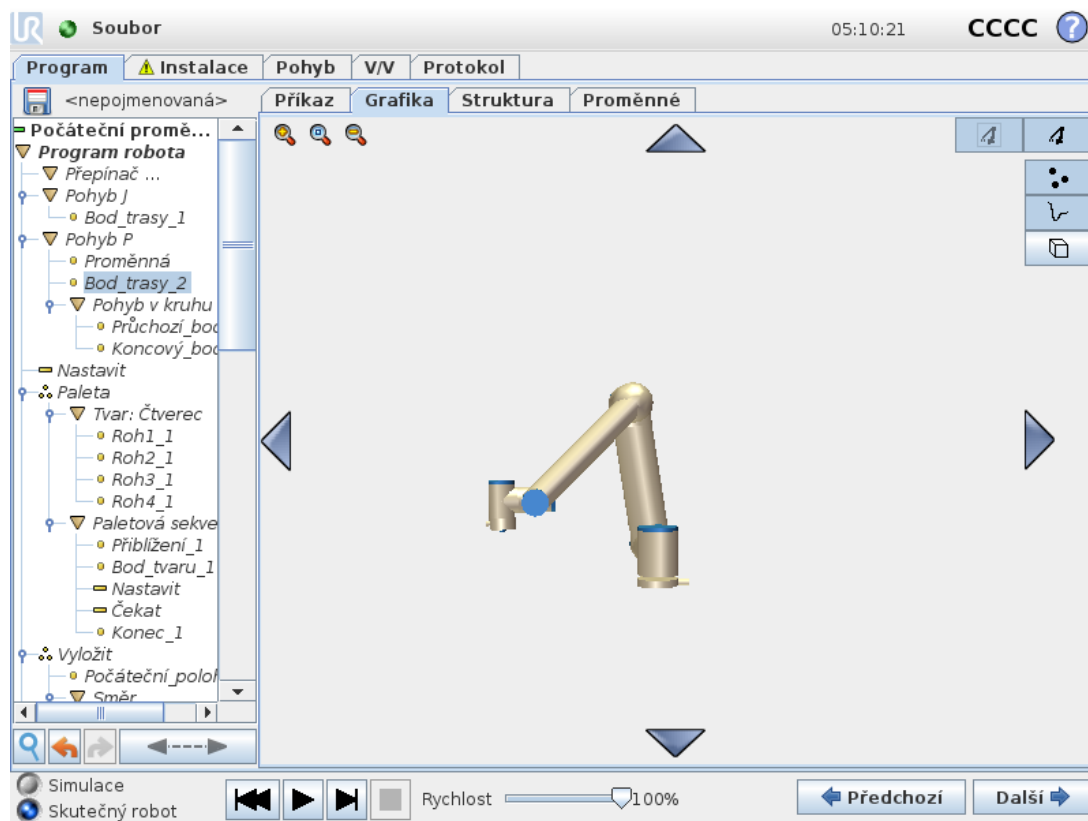 UR Soubor 05:10:21 CCCC ?
Program Instalace Pohyb V/V Protokol
<nepojmenovaná> Příkaz Grafika Struktura Proměnné
Počáteční promě...
Program robota
Přepínač ...
Pohyb J
Bod_trasy_1
Pohyb P
Proměnná
Bod_trasy_2
Pohyb v kruhu
Průchozí_bod
Koncový_bod
Nastavit
Paleta
Tvar: Čtverec
Roh1_1
Roh2_1
Roh3_1
Roh4_1
Paletová sekve
Přiblížení_1
Bod_tvaru_1
Nastavit
Čekat
Konec_1
Vyložit
Počáteční_poloh
Směr
Simulace
Skutečný robot
Rychlost 100% Předchozí Další